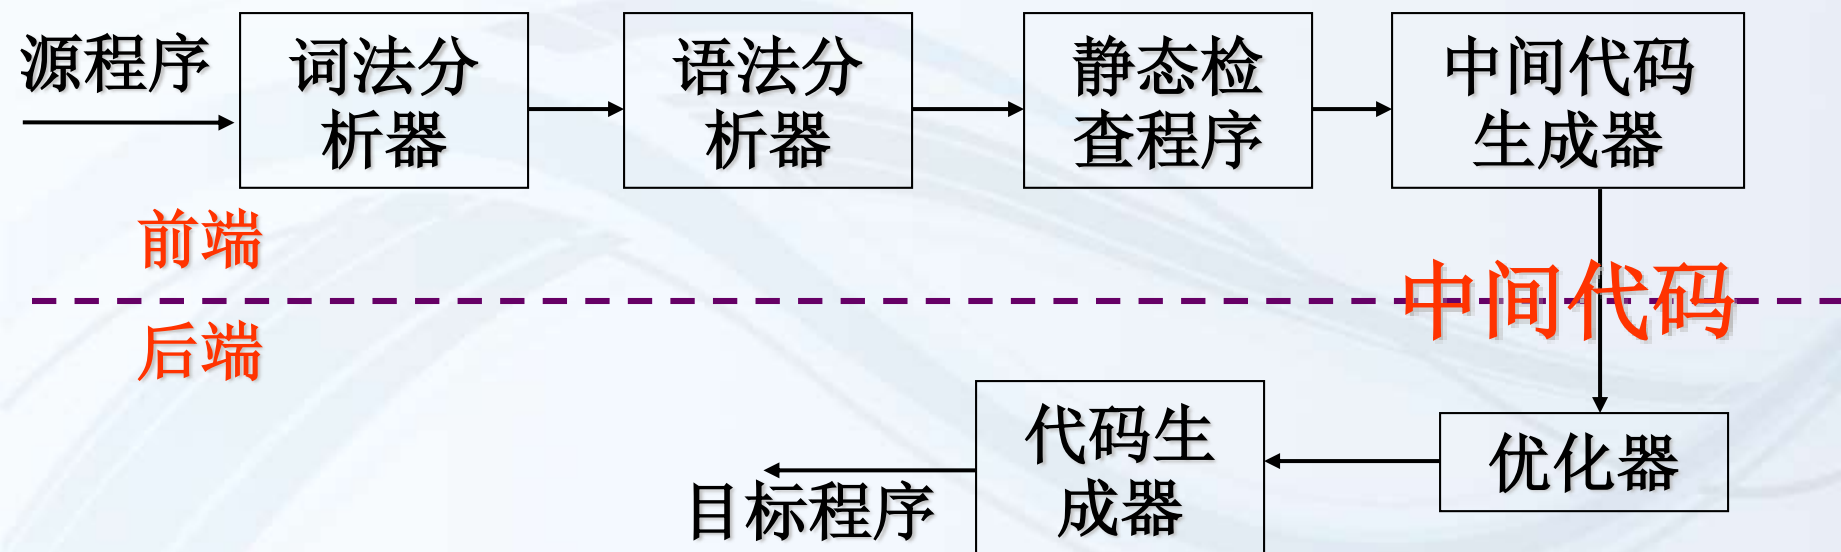 源程序
词法分
析器
语法分
析器
静态检
查程序
中间代码
生成器
前端
中间代码
后端
代码生
成器
优化器
目标程序